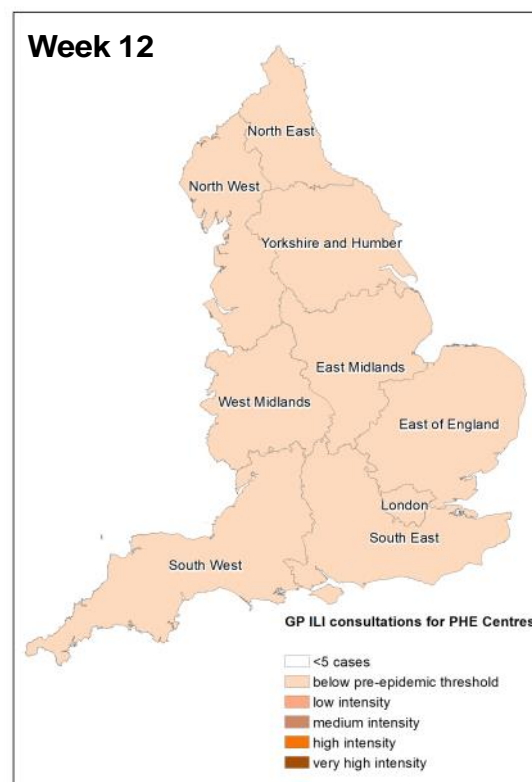 Week 12
North East
North West
Yorkshire and Humber
East Midlands
West Midlands
East of England
London
South East
South West
GP ILI consultations for PHE Centres
<5 cases
below pre-epidemic threshold
low intensity
medium intensity
high intensity
very high intensity